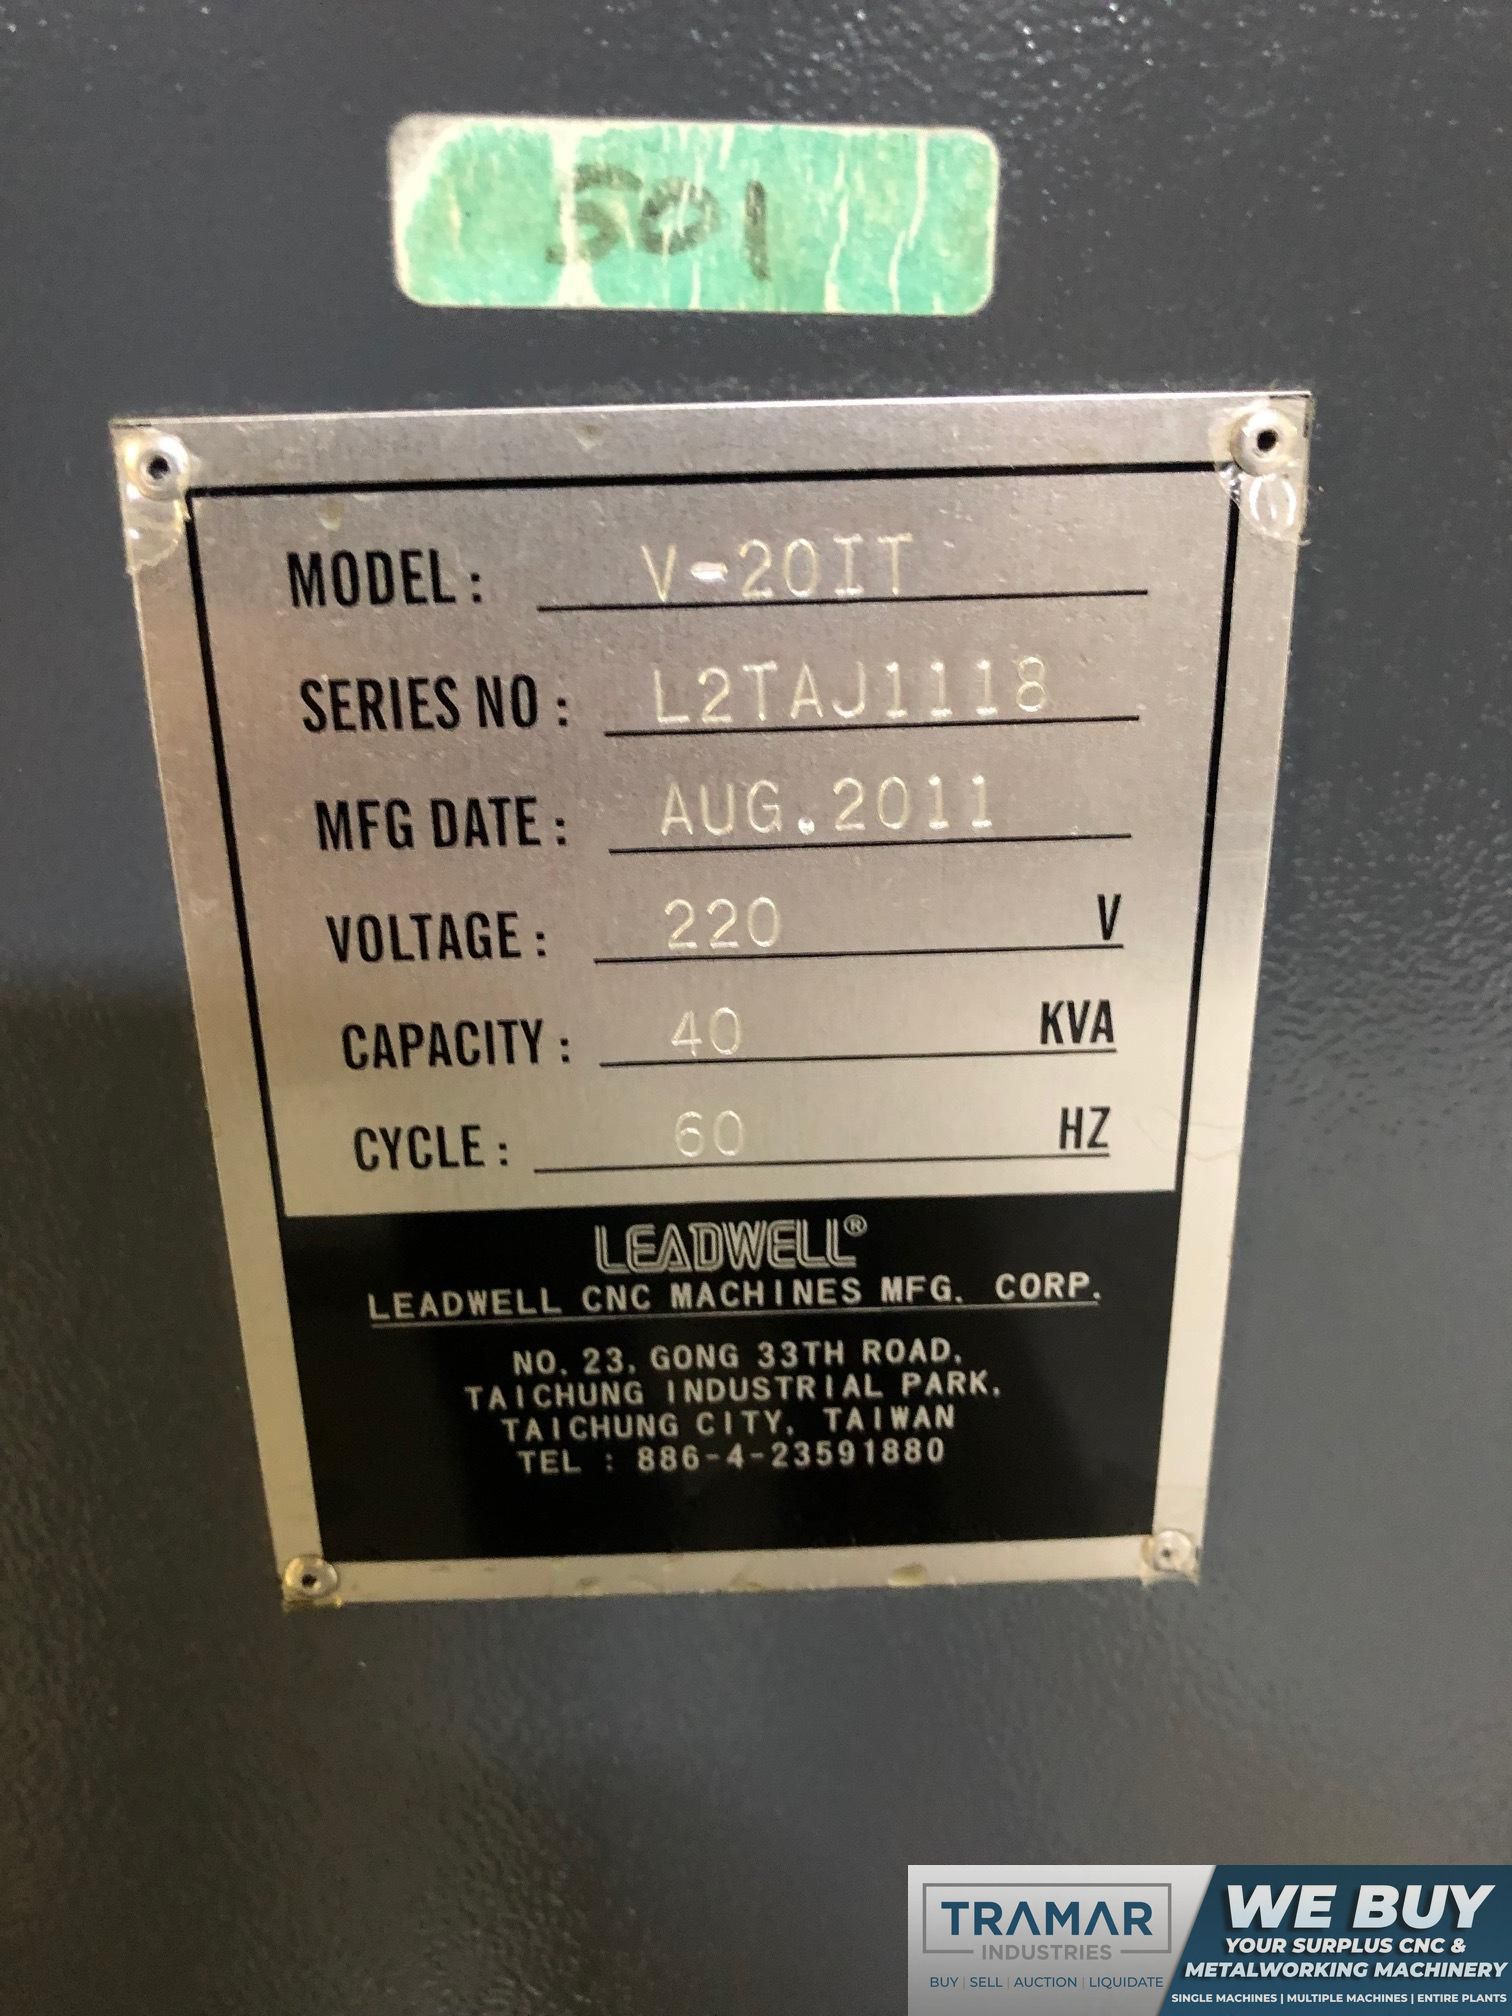 501
MODEL: V-20IT
SERIES NO: L2TAJ1118
MFG DATE: AUG.2011
VOLTAGE: 220 V
CAPACITY: 40 KVA
CYCLE: 60 HZ
LEADWELL®
LEADWELL CNC MACHINES MFG. CORP.
NO. 23, GONG 33TH ROAD,
TAICHUNG INDUSTRIAL PARK,
TAICHUNG CITY, TAIWAN
TEL : 886-4-23591880
TRAMAR
INDUSTRIES
BUY | SELL | AUCTION | LIQUIDATE
WE BUY
YOUR SURPLUS CNC &
METALWORKING MACHINERY
SINGLE MACHINES | MULTIPLE MACHINES | ENTIRE PLANTS